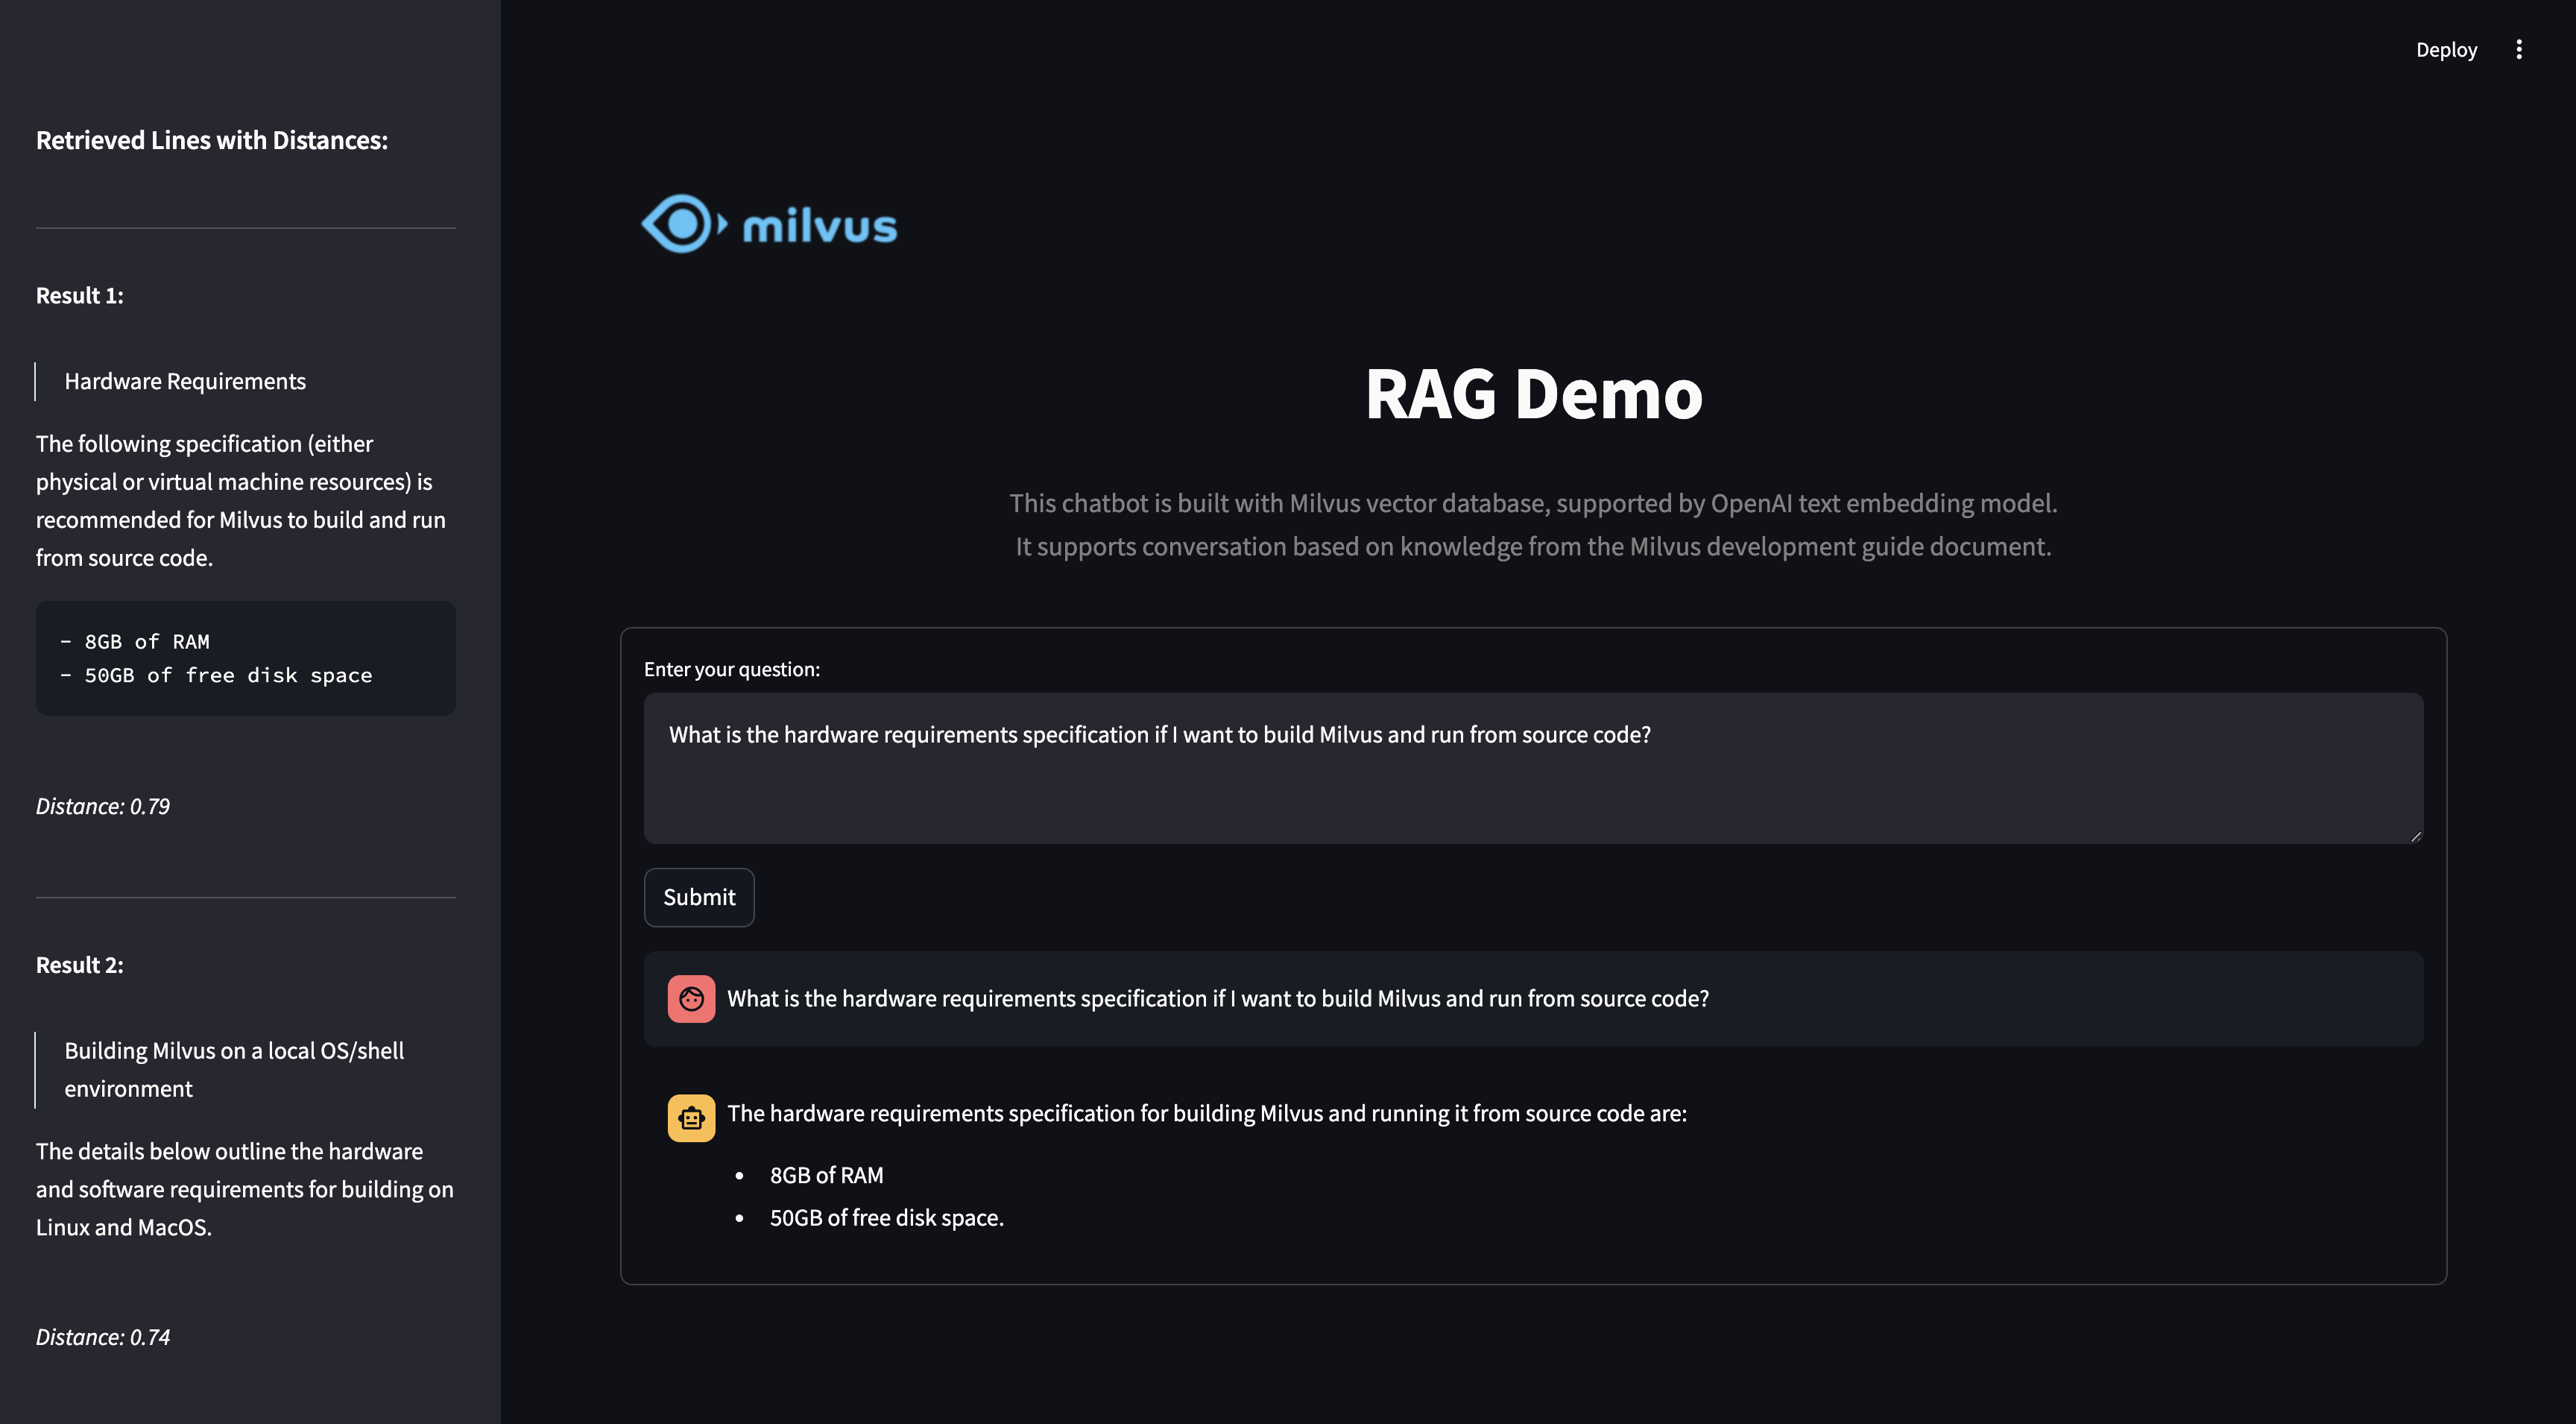 Retrieved Lines with Distances:
Result 1:
Hardware Requirements
The following specification (either
physical or virtual machine resources) is
recommended for Milvus to build and run
from source code.
- 8GB of RAM
- 50GB of free disk space
Distance: 0.79
Result 2:
Building Milvus on a local OS/shell
environment
The details below outline the hardware
and software requirements for building on
Linux and MacOS.
Distance: 0.74
Deploy
milvus
RAG Demo
This chatbot is built with Milvus vector database, supported by OpenAI text embedding model.
It supports conversation based on knowledge from the Milvus development guide document.
Enter your question:
What is the hardware requirements specification if I want to build Milvus and run from source code?
Submit
What is the hardware requirements specification if I want to build Milvus and run from source code?
The hardware requirements specification for building Milvus and running it from source code are:
• 8GB of RAM
• 50GB of free disk space.